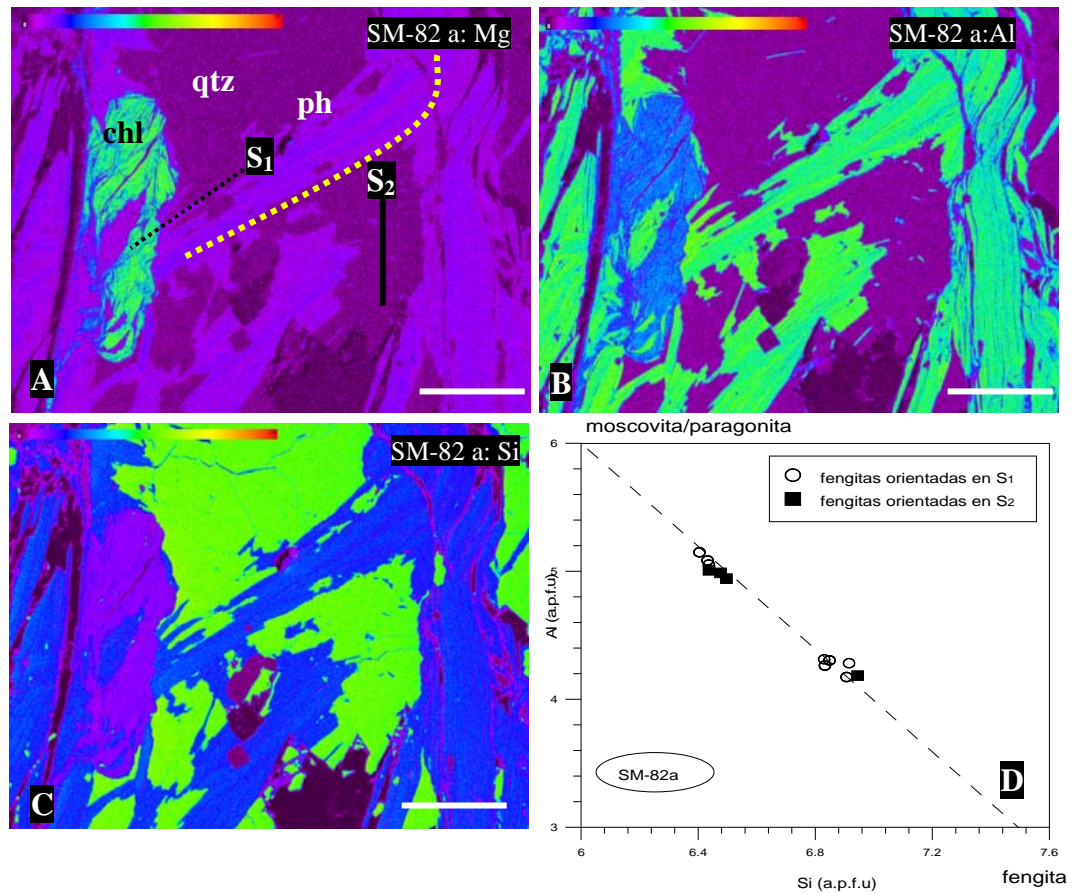 SM-82 a: Mg
qtz
ph
chl
S₁
S₂
A
SM-82 a:Al
B
SM-82 a: Si
C
moscovita/paragonita
6
fengitas orientadas en S₁
fengitas orientadas en S₂
5
Al (a.p.f.u)
4
SM-82a
D
3
6
6.4
6.8
7.2
7.6
Si (a.p.f.u)
fengita